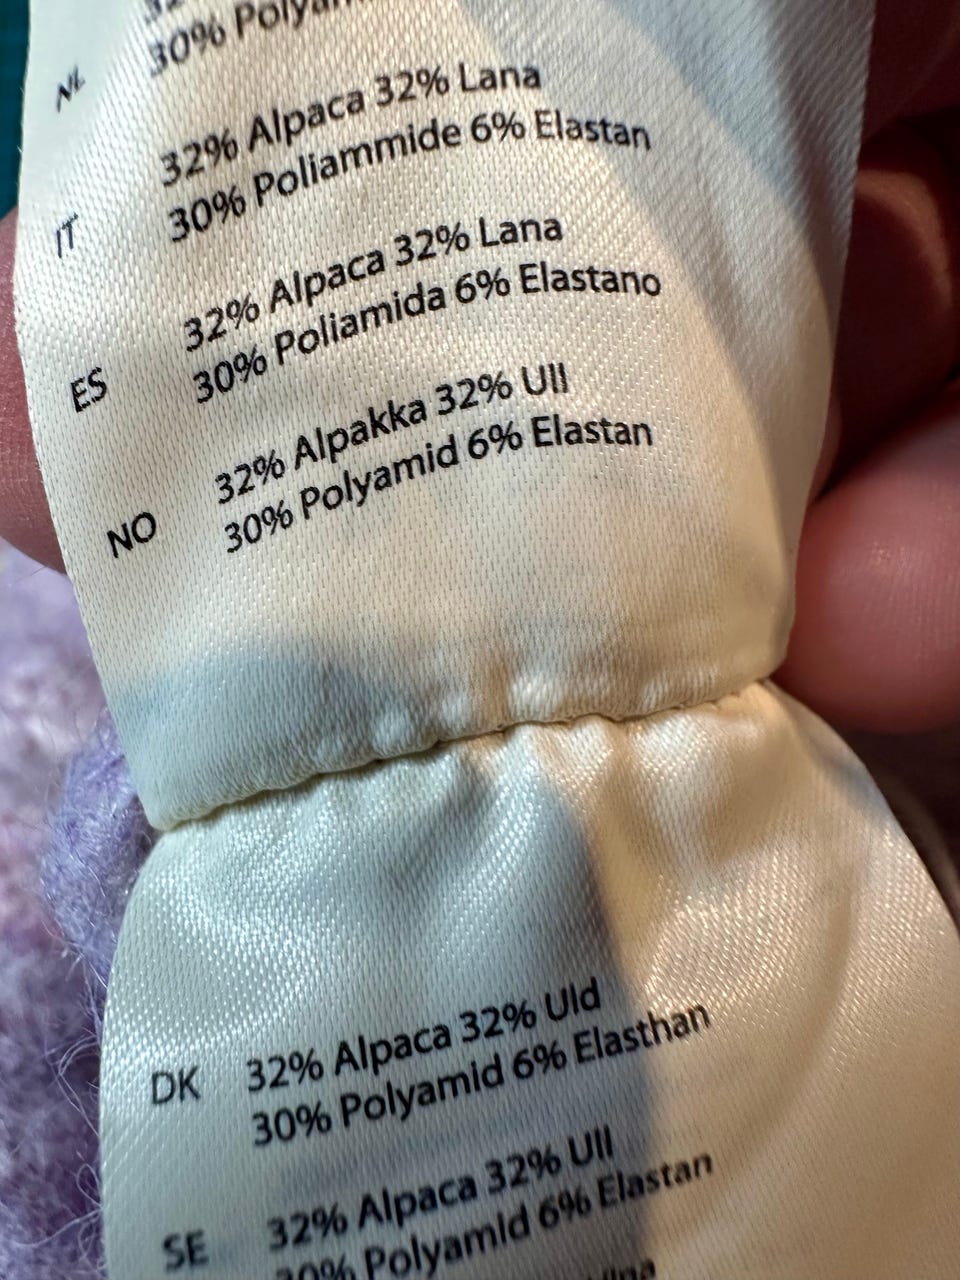 30%
NL
32% Alpaca 32% Lana
30% Poliammide 6% Elastan
IT
32% Alpaca 32% Lana
30% Poliamida 6% Elastano
ES
32% Alpakka 32% Ull
30% Polyamid 6% Elastan
NO
32% Alpaca 32% Uld
DK
30% Polyamid 6% Elasthan
32% Alpaca 32% Ull
SE
30% Polyamid 6% Elastan